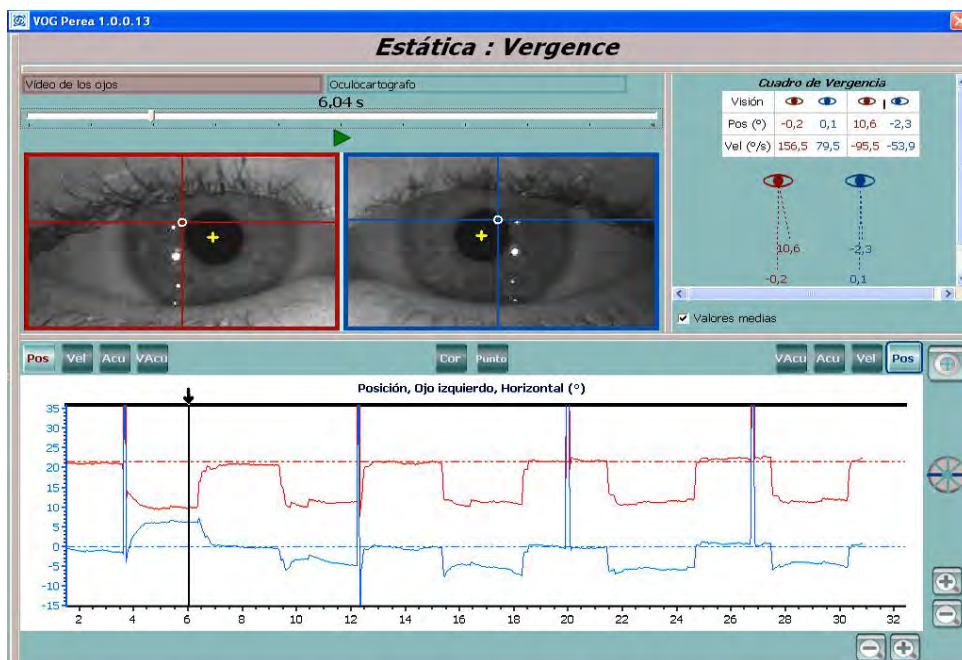 VOG Perea 1.0.0.13
Estática : Vergence
Vídeo de los ojos
Oculocartografo
6,04 s
Cuadro de Vergencia
Visión
Pos (º) -0,2 0,1 10,6 -2,3
Vel (º/s) 156,5 79,5 -95,5 -53,9
10,6 -2,3
-0,2 0,1
Valores medias
Pos Vel Acu VAcu Cor Punto VAcu Acu Vel Pos
Posición, Ojo izquierdo, Horizontal (º)
35
30
25
20
15
10
5
0
-5
-10
-15
2 4 6 8 10 12 14 16 18 20 22 24 26 28 30 32